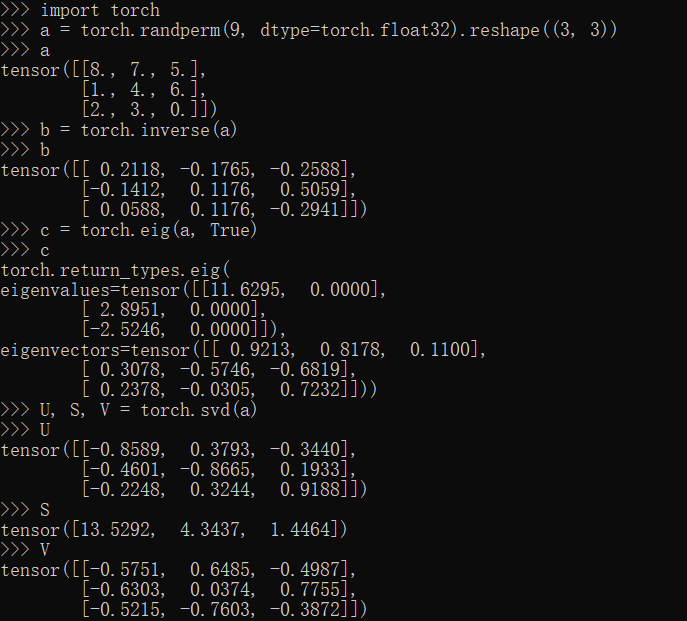 >>> import torch
>>> a = torch.randperm(9, dtype=torch.float32).reshape((3, 3))
>>> a
tensor([[8., 7., 5.],
        [1., 4., 6.],
        [2., 3., 0.]])
>>> b = torch.inverse(a)
>>> b
tensor([[ 0.2118, -0.1765, -0.2588],
        [-0.1412,  0.1176,  0.5059],
        [ 0.0588,  0.1176, -0.2941]])
>>> c = torch.eig(a, True)
>>> c
torch.return_types.eig(
eigenvalues=tensor([[11.6295,  0.0000],
        [ 2.8951,  0.0000],
        [-2.5246,  0.0000]]),
eigenvectors=tensor([[ 0.9213,  0.8178,  0.1100],
        [ 0.3078, -0.5746, -0.6819],
        [ 0.2378, -0.0305,  0.7232]]))
>>> U, S, V = torch.svd(a)
>>> U
tensor([[-0.8589,  0.3793, -0.3440],
        [-0.4601, -0.8665,  0.1933],
        [-0.2248,  0.3244,  0.9188]])
>>> S
tensor([13.5292,  4.3437,  1.4464])
>>> V
tensor([[-0.5751,  0.6485, -0.4987],
        [-0.6303,  0.0374,  0.7755],
        [-0.5215, -0.7603, -0.3872]])